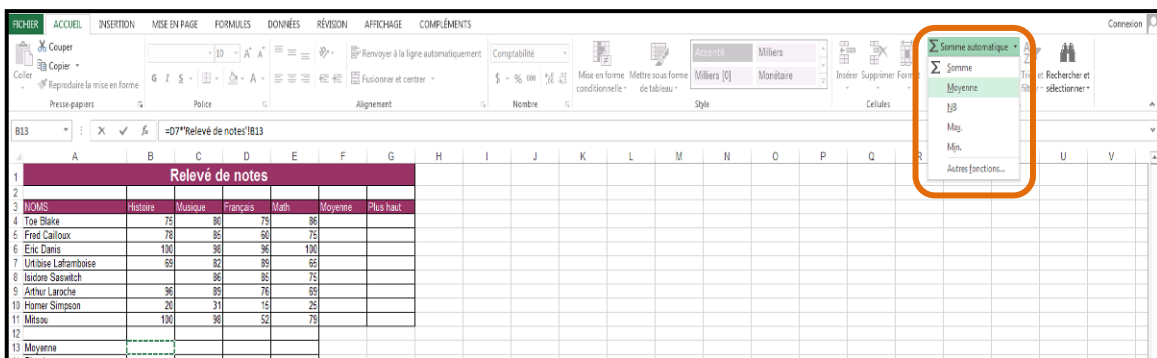 FICHIER ACCUEIL INSERTION MISE EN PAGE FORMULES DONNÉES RÉVISION AFFICHAGE COMPLÉMENTS Connexion
Couper
Copier
Coller
Reproduire la mise en forme
Presse-papiers
10 A A
G I S A
Police
Renvoyer à la ligne automatiquement
Fusionner et centrer
Alignement
Comptabilité
$ - % 000
Nombre
Mise en forme conditionnelle
Mettre sous forme de tableau
Accent6 Milliers
Milliers [0] Monétaire
Style
Insérer Supprimer Format
Cellules
Σ Somme automatique
Σ Somme
Moyenne
NB
Max.
Min.
Autres fonctions...
Rechercher et sélectionner
B13 fx =D7*'Relevé de notes'!B13
A B C D E F G H I J K L M N O P Q R U V
1 Relevé de notes
2
3 NOMS Histoire Musique Français Math Moyenne Plus haut
4 Toe Blake 75 80 79 86
5 Fred Cailloux 78 85 60 75
6 Eric Danis 100 98 96 100
7 Urtibise Laframboise 69 82 89 65
8 Isidore Saswitch 86 85 75
9 Arthur Laroche 96 89 76 69
10 Homer Simpson 20 31 15 25
11 Mitsou 100 98 52 79
12
13 Moyenne